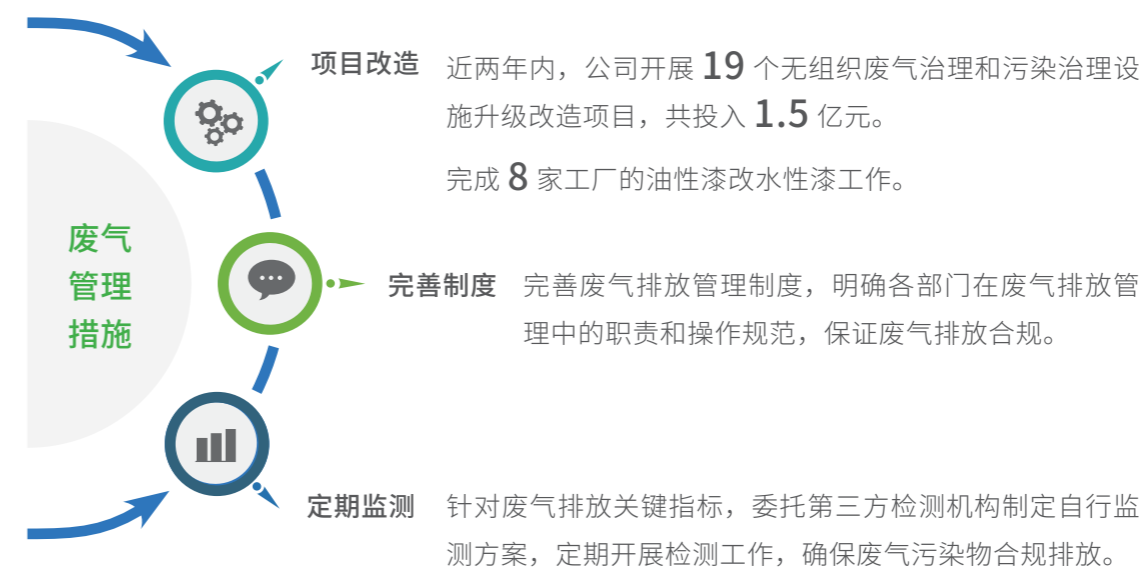 废气
管理
措施
项目改造
近两年内，公司开展 19 个无组织废气治理和污染治理设
施升级改造项目，共投入 1.5 亿元。
完成 8 家工厂的油性漆改水性漆工作。
完善制度
完善废气排放管理制度，明确各部门在废气排放管
理中的职责和操作规范，保证废气排放合规。
定期监测
针对废气排放关键指标，委托第三方检测机构制定自行监
测方案，定期开展检测工作，确保废气污染物合规排放。